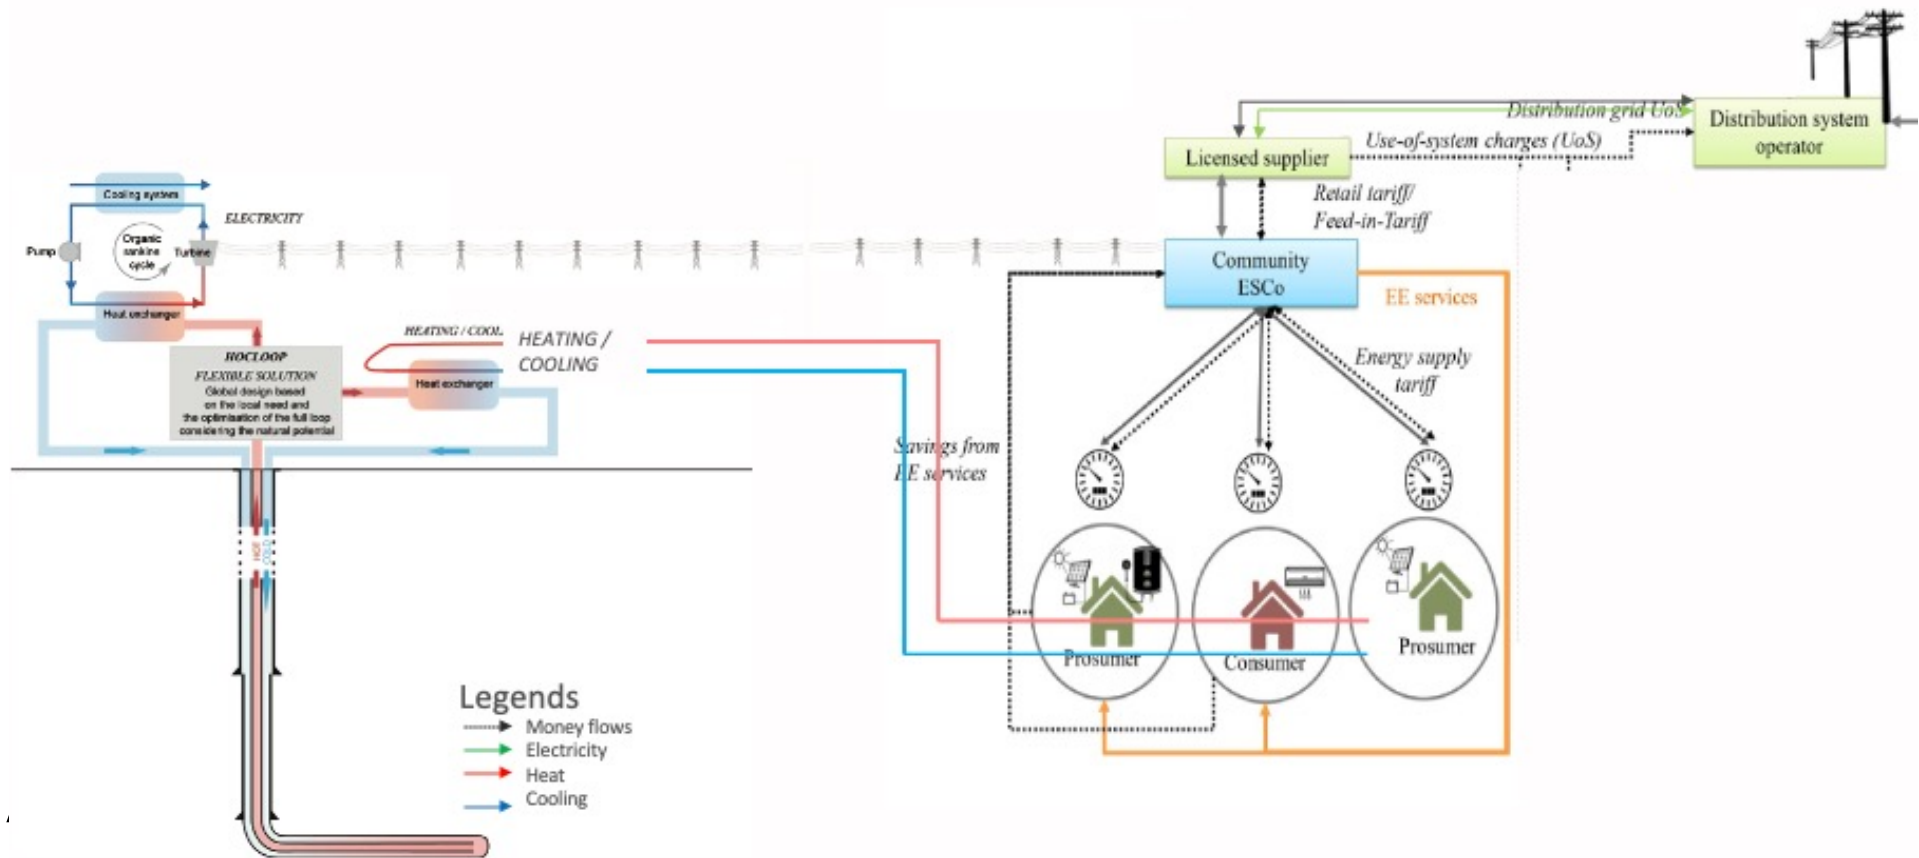 Distribution grid UoS
Distribution system
operator
Licensed supplier
Use-of-system charges (UoS)
Retail tariff/
Feed-in-Tariff
Cooling system
ELECTRICITY
Pump
Organic
rankine
cycle
Turbine
Heat exchanger
Community
ESCo
EE services
HEATING / COOL
HEATING /
COOLING
HOCLOOP
FLEXIBLE SOLUTION
Global design based
on the local need and
the optimisation of the full loop
considering the natural potential
Heat exchanger
Energy supply
tariff
Savings from
EE services
HOT
COLD
Prosumer
Consumer
Prosumer
Legends
Money flows
Electricity
Heat
Cooling